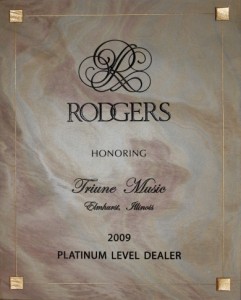 R
RODGERS
HONORING
Triune Music
Elmhurst, Illinois
2009
PLATINUM LEVEL DEALER